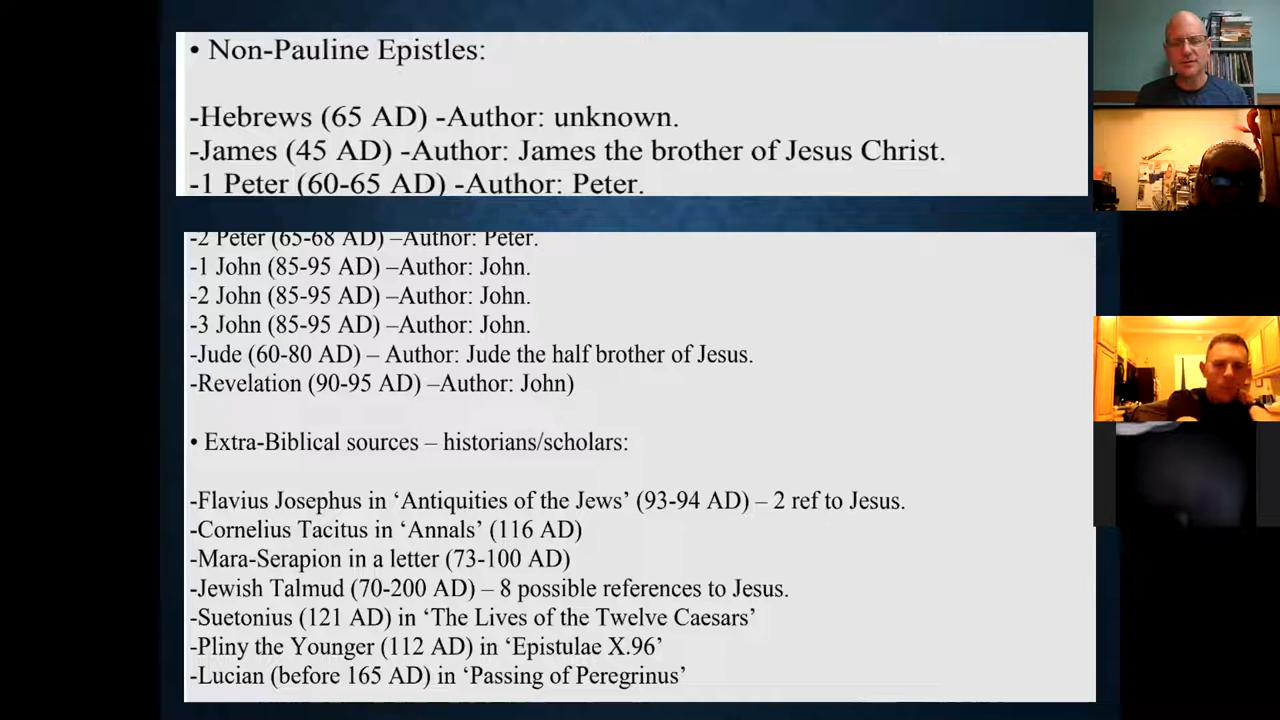 • Non-Pauline Epistles:
-Hebrews (65 AD) -Author: unknown.
-James (45 AD) -Author: James the brother of Jesus Christ.
-1 Peter (60-65 AD) -Author: Peter.
-2 Peter (65-68 AD) –Author: Peter.
-1 John (85-95 AD) –Author: John.
-2 John (85-95 AD) –Author: John.
-3 John (85-95 AD) –Author: John.
-Jude (60-80 AD) – Author: Jude the half brother of Jesus.
-Revelation (90-95 AD) –Author: John)
• Extra-Biblical sources – historians/scholars:
-Flavius Josephus in ‘Antiquities of the Jews’ (93-94 AD) – 2 ref to Jesus.
-Cornelius Tacitus in ‘Annals’ (116 AD)
-Mara-Serapion in a letter (73-100 AD)
-Jewish Talmud (70-200 AD) – 8 possible references to Jesus.
-Suetonius (121 AD) in ‘The Lives of the Twelve Caesars’
-Pliny the Younger (112 AD) in ‘Epistulae X.96’
-Lucian (before 165 AD) in ‘Passing of Peregrinus’